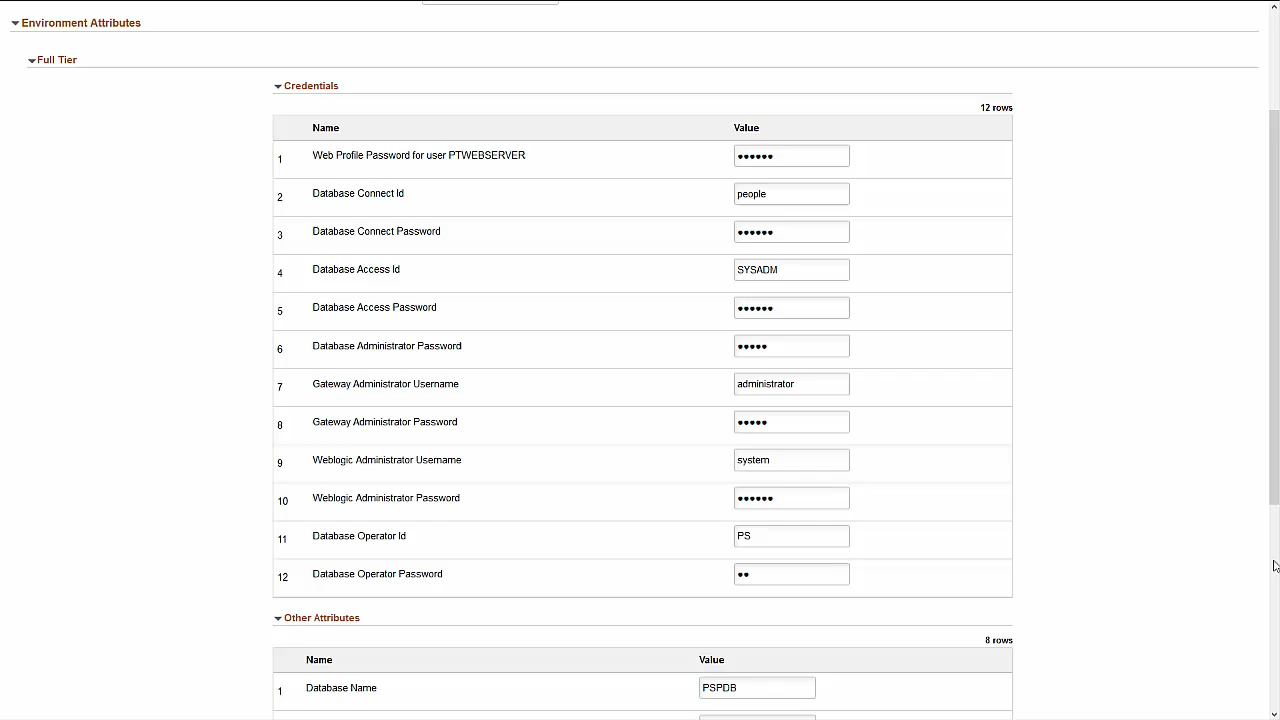 Environment Attributes
Full Tier
Credentials
12 rows
Name Value
1 Web Profile Password for user PTWEBSERVER ••••••
2 Database Connect Id people
3 Database Connect Password ••••••
4 Database Access Id SYSADM
5 Database Access Password ••••••
6 Database Administrator Password •••••
7 Gateway Administrator Username administrator
8 Gateway Administrator Password •••••
9 Weblogic Administrator Username system
10 Weblogic Administrator Password ••••••
11 Database Operator Id PS
12 Database Operator Password ••
Other Attributes
8 rows
Name Value
1 Database Name PSPDB